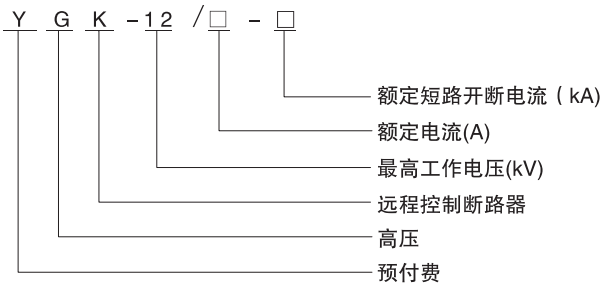 Y G K -12 /□ - □
额定短路开断电流（kA)
额定电流(A)
最高工作电压(kV)
远程控制断路器
高压
预付费